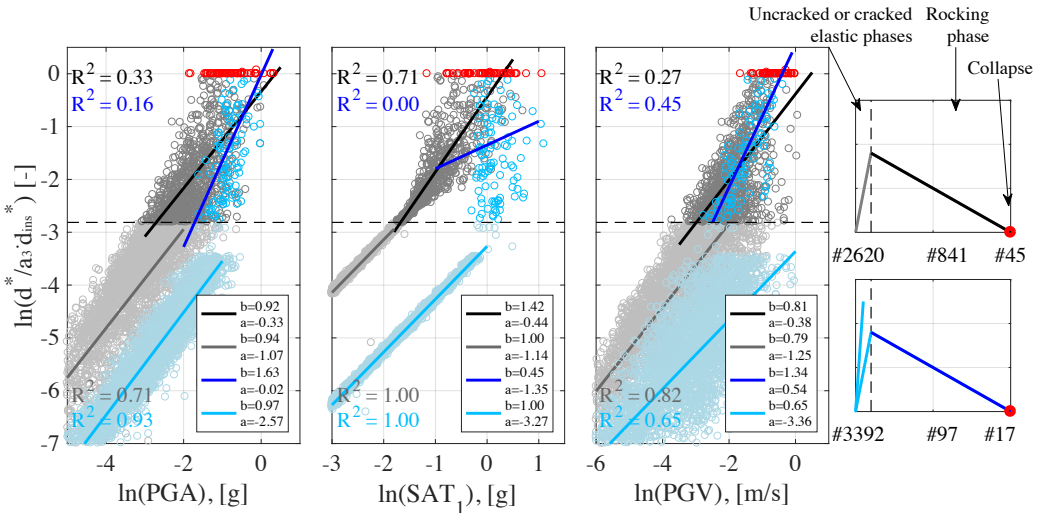 Uncracked or cracked
elastic phases
Rocking
phase
Collapse
ln(d*/a3·d*ins) [-]
0
-1
-2
-3
-4
-5
-6
-7
R² = 0.33
R² = 0.16
R² = 0.71
R² = 0.93
b=0.92
a=-0.33
b=0.94
a=-1.07
b=1.63
a=-0.02
b=0.97
a=-2.57
-4
-2
0
ln(PGA), [g]
R² = 0.71
R² = 0.00
R² = 1.00
R² = 1.00
b=1.42
a=-0.44
b=1.00
a=-1.14
b=0.45
a=-1.35
b=1.00
a=-3.27
-3
-2
-1
0
1
ln(SAT1), [g]
R² = 0.27
R² = 0.45
R² = 0.82
R² = 0.65
b=0.81
a=-0.38
b=0.79
a=-1.25
b=1.34
a=0.54
b=0.65
a=-3.36
-6
-4
-2
0
ln(PGV), [m/s]
#2620 #841 #45
#3392 #97 #17